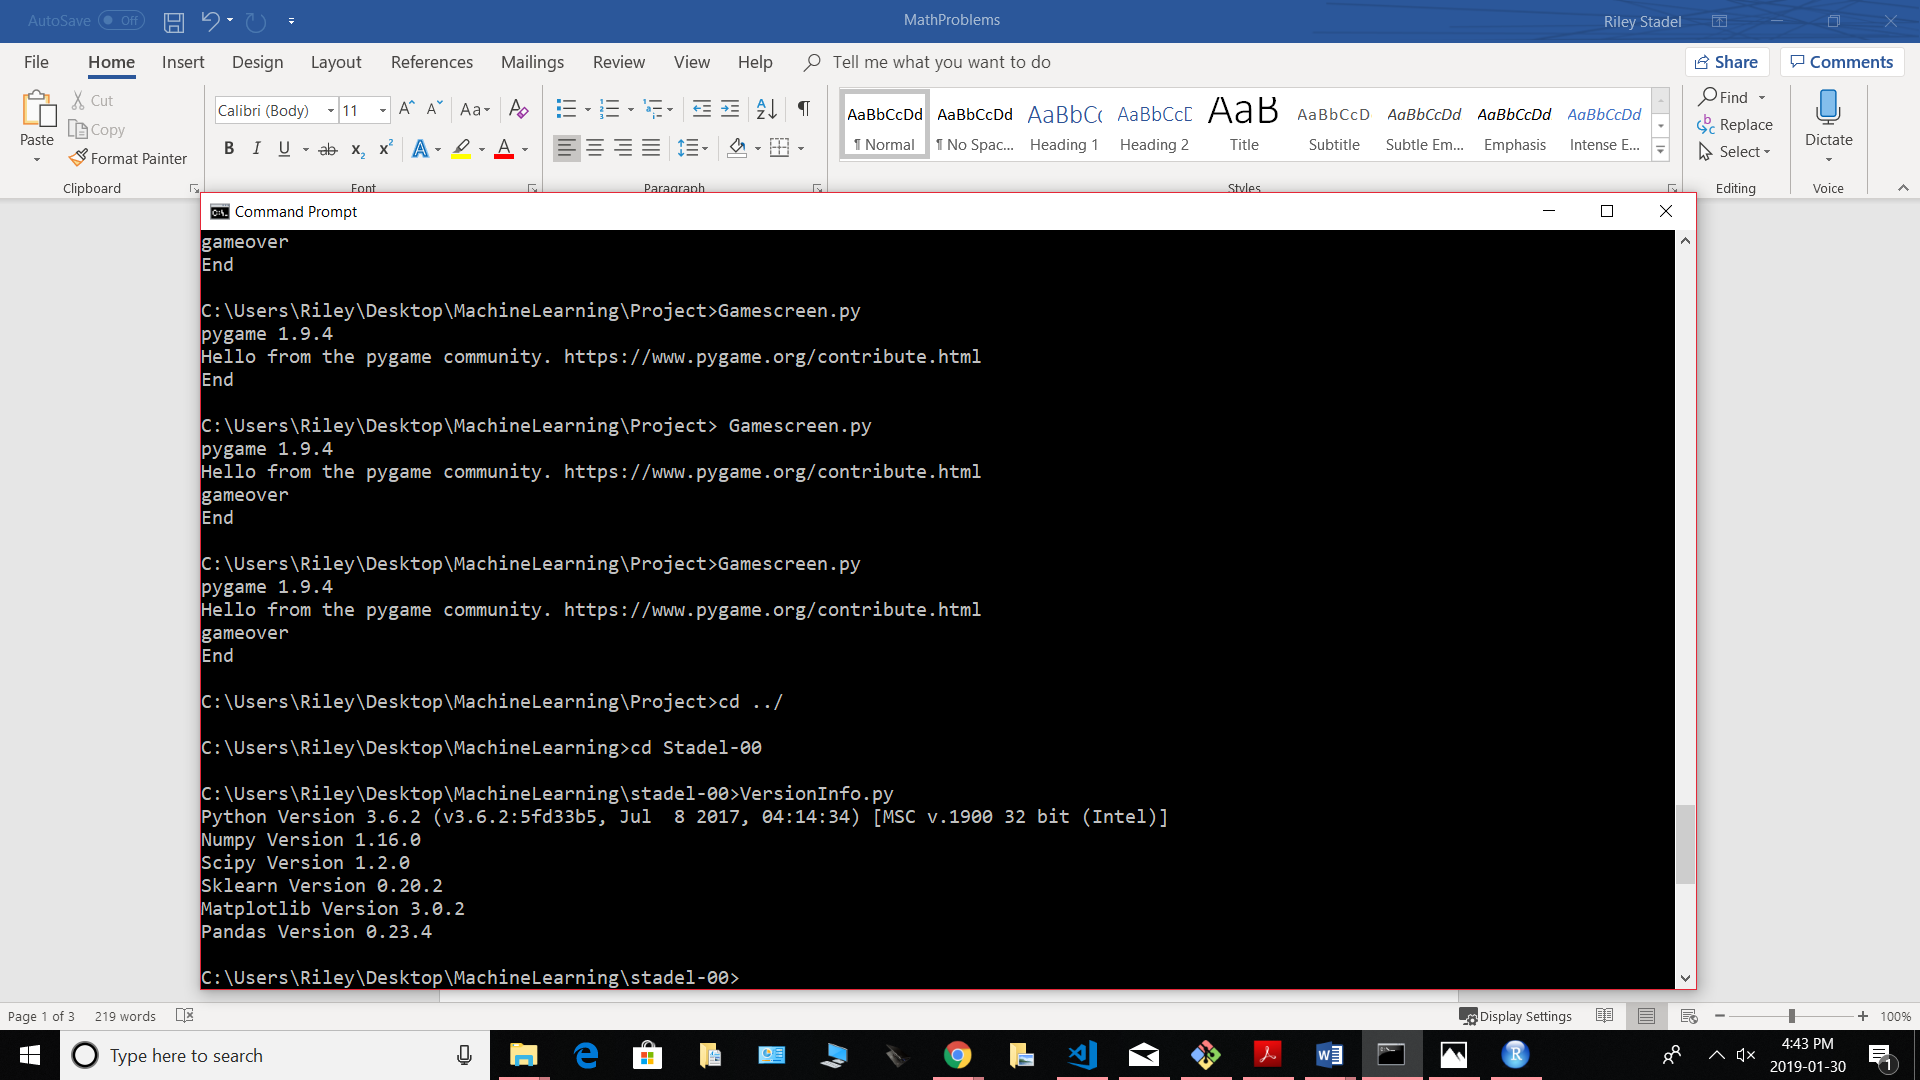 AutoSave Off
MathProblems
Riley Stadel
File Home Insert Design Layout References Mailings Review View Help Tell me what you want to do Share Comments
Paste
Cut
Copy
Format Painter
Clipboard
Calibri (Body) 11
Font
Paragraph
AaBbCcDd AaBbCcDd AaBbCc AaBbCcD AaB AaBbCcD AaBbCcDd AaBbCcDd AaBbCcDd
¶ Normal ¶ No Spac... Heading 1 Heading 2 Title Subtitle Subtle Em... Emphasis Intense E...
Styles
Find
Replace
Select
Editing
Dictate
Voice
Command Prompt
gameover
End
C:\Users\Riley\Desktop\MachineLearning\Project>Gamescreen.py
pygame 1.9.4
Hello from the pygame community. https://www.pygame.org/contribute.html
End
C:\Users\Riley\Desktop\MachineLearning\Project> Gamescreen.py
pygame 1.9.4
Hello from the pygame community. https://www.pygame.org/contribute.html
gameover
End
C:\Users\Riley\Desktop\MachineLearning\Project>Gamescreen.py
pygame 1.9.4
Hello from the pygame community. https://www.pygame.org/contribute.html
gameover
End
C:\Users\Riley\Desktop\MachineLearning\Project>cd ../
C:\Users\Riley\Desktop\MachineLearning>cd Stadel-00
C:\Users\Riley\Desktop\MachineLearning\stadel-00>VersionInfo.py
Python Version 3.6.2 (v3.6.2:5fd33b5, Jul  8 2017, 04:14:34) [MSC v.1900 32 bit (Intel)]
Numpy Version 1.16.0
Scipy Version 1.2.0
Sklearn Version 0.20.2
Matplotlib Version 3.0.2
Pandas Version 0.23.4
C:\Users\Riley\Desktop\MachineLearning\stadel-00>
Page 1 of 3 219 words Display Settings 100%
Type here to search
4:43 PM
2019-01-30
1